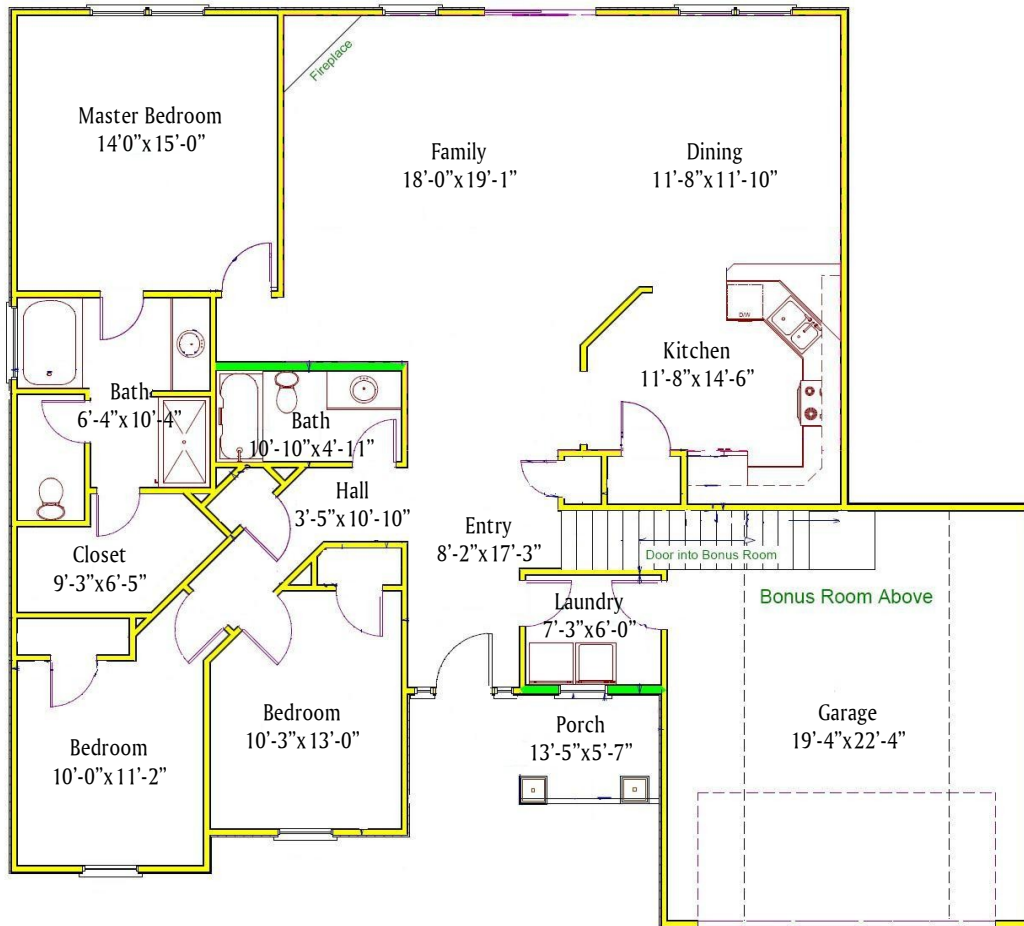 Fireplace
Master Bedroom
14’0”x15’-0”
Family
18’-0”x19’-1”
Dining
11’-8”x11’-10”
D/W
Kitchen
11’-8”x14’-6”
Bath
6’-4”x10’-4”
Bath
10’-10”x4’-11”
Hall
3’-5”x10’-10”
Entry
8’-2”x17’-3”
Closet
9’-3”x6’-5”
Door into Bonus Room
Laundry
7’-3”x6’-0”
Bonus Room Above
Bedroom
10’-3”x13’-0”
Porch
13’-5”x5’-7”
Garage
19’-4”x22’-4”
Bedroom
10’-0”x11’-2”